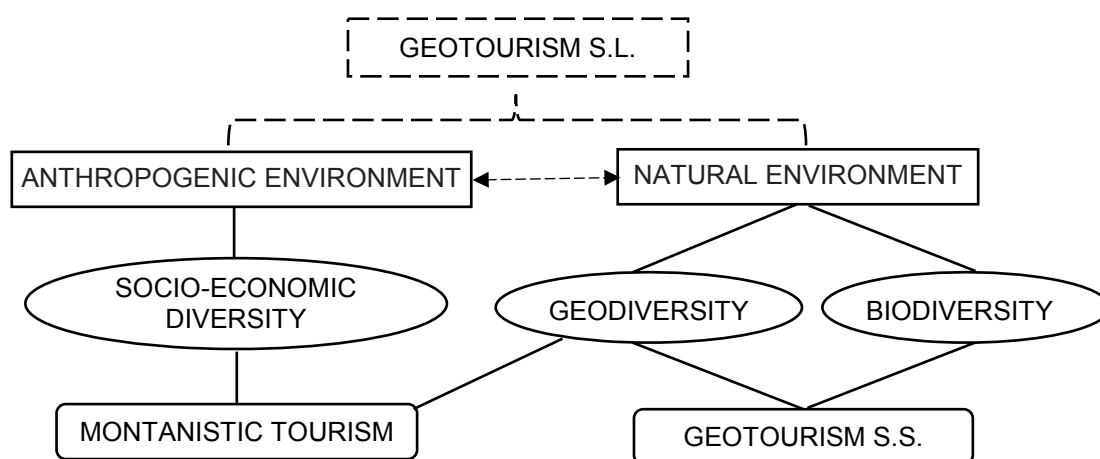 GEOTOURISM S.L.
ANTHROPOGENIC ENVIRONMENT
NATURAL ENVIRONMENT
SOCIO-ECONOMIC
DIVERSITY
GEODIVERSITY
BIODIVERSITY
MONTANISTIC TOURISM
GEOTOURISM S.S.